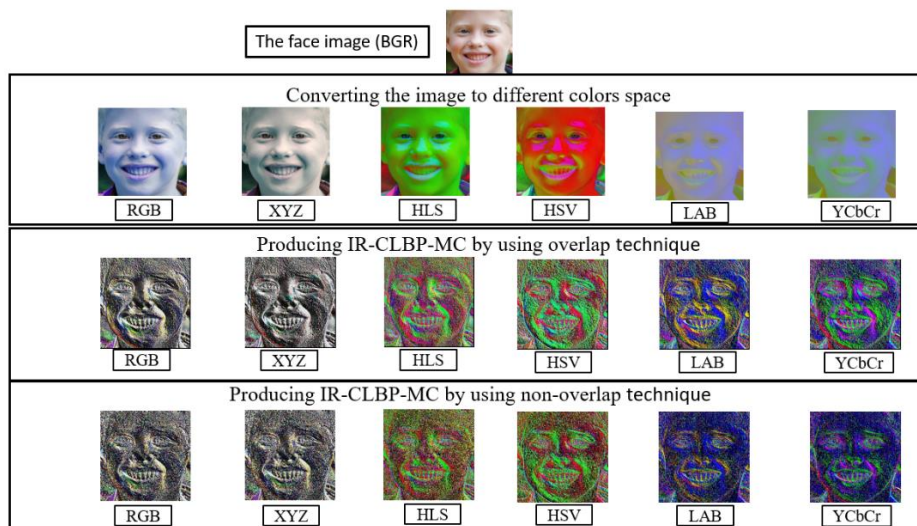 The face image (BGR)
Converting the image to different colors space
RGB XYZ HLS HSV LAB YCbCr
Producing IR-CLBP-MC by using overlap technique
RGB XYZ HLS HSV LAB YCbCr
Producing IR-CLBP-MC by using non-overlap technique
RGB XYZ HLS HSV LAB YCbCr